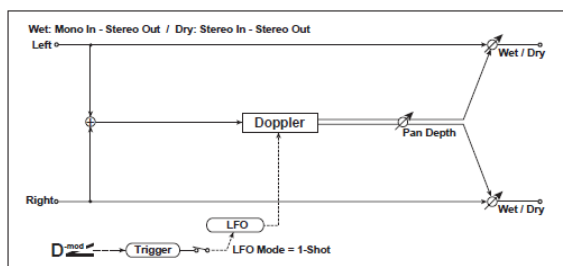 Wet: Mono In - Stereo Out / Dry: Stereo In - Stereo Out
Left
Wet / Dry
Doppler
Pan Depth
Right
Wet / Dry
LFO
D-mod
Trigger
LFO Mode = 1-Shot